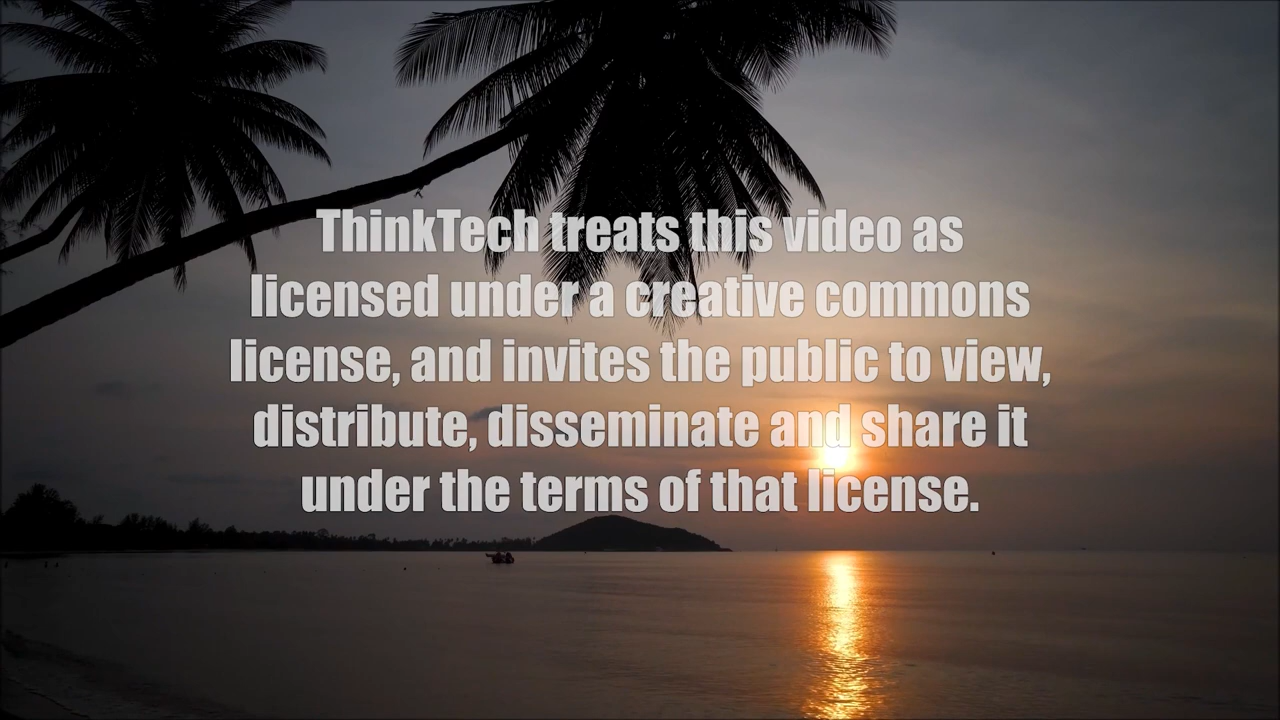 ThinkTech treats this video as
licensed under a creative commons
license, and invites the public to view,
distribute, disseminate and share it
under the terms of that license.